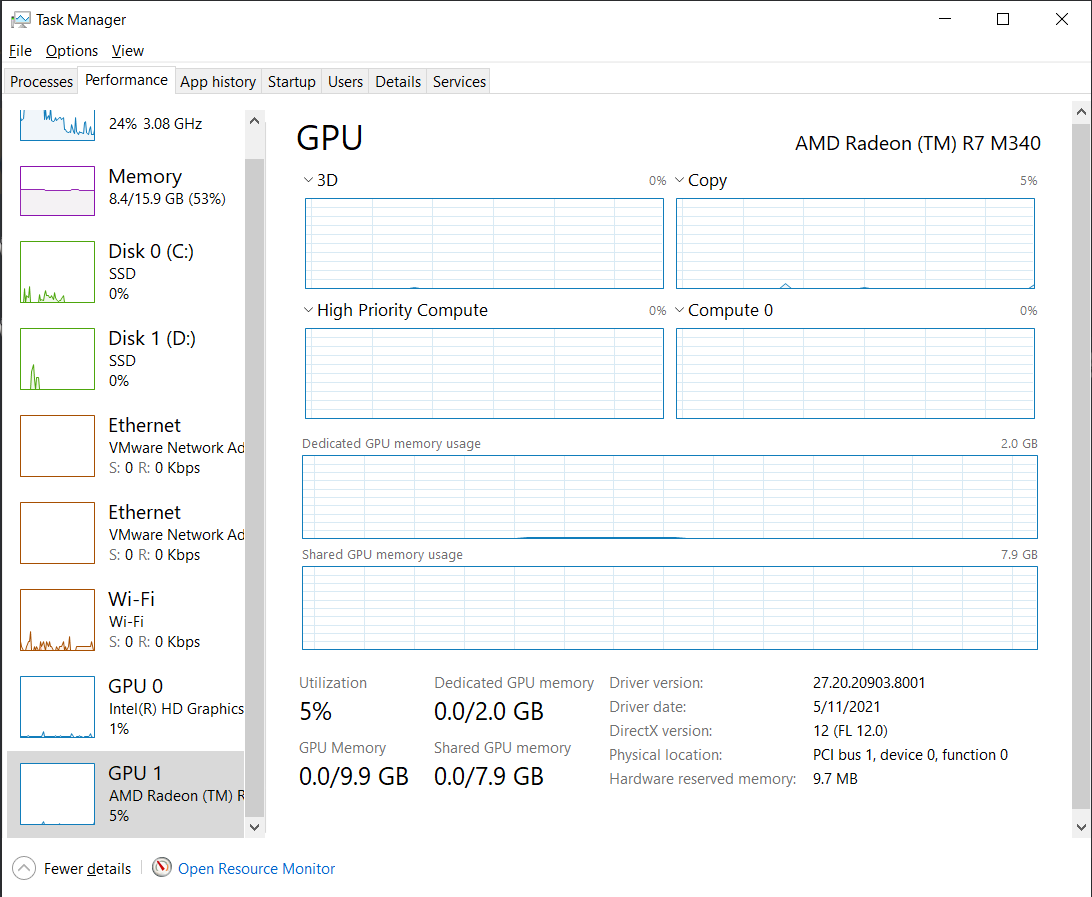 Task Manager
File Options View
Processes Performance App history Startup Users Details Services
24% 3.08 GHz
Memory
8.4/15.9 GB (53%)
Disk 0 (C:)
SSD
0%
Disk 1 (D:)
SSD
0%
Ethernet
VMware Network Ad
S: 0 R: 0 Kbps
Ethernet
VMware Network Ad
S: 0 R: 0 Kbps
Wi-Fi
Wi-Fi
S: 0 R: 0 Kbps
GPU 0
Intel(R) HD Graphics
1%
GPU 1
AMD Radeon (TM) R
5%
GPU AMD Radeon (TM) R7 M340
3D 0% Copy 5%
High Priority Compute 0% Compute 0 0%
Dedicated GPU memory usage 2.0 GB
Shared GPU memory usage 7.9 GB
Utilization
5%
Dedicated GPU memory
0.0/2.0 GB
GPU Memory
0.0/9.9 GB
Shared GPU memory
0.0/7.9 GB
Driver version: 27.20.20903.8001
Driver date: 5/11/2021
DirectX version: 12 (FL 12.0)
Physical location: PCI bus 1, device 0, function 0
Hardware reserved memory: 9.7 MB
Fewer details Open Resource Monitor